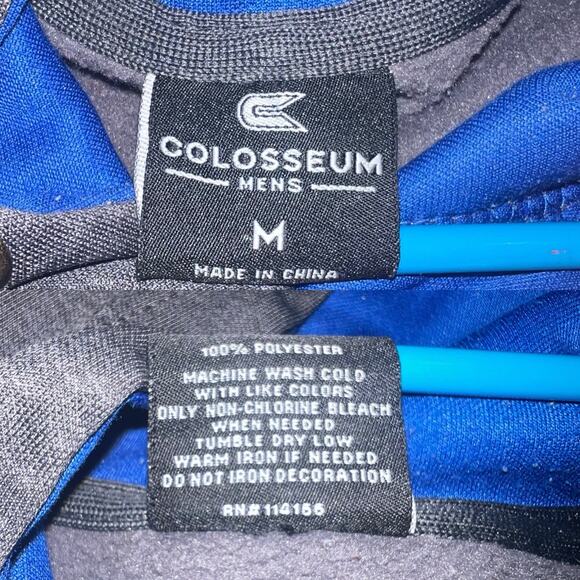 COLOSSEUM
MENS
M
MADE IN CHINA
100% POLYESTER
MACHINE WASH COLD
WITH LIKE COLORS
ONLY NON-CHLORINE BLEACH
WHEN NEEDED
TUMBLE DRY LOW
WARM IRON IF NEEDED
DO NOT IRON DECORATION
RN# 114156